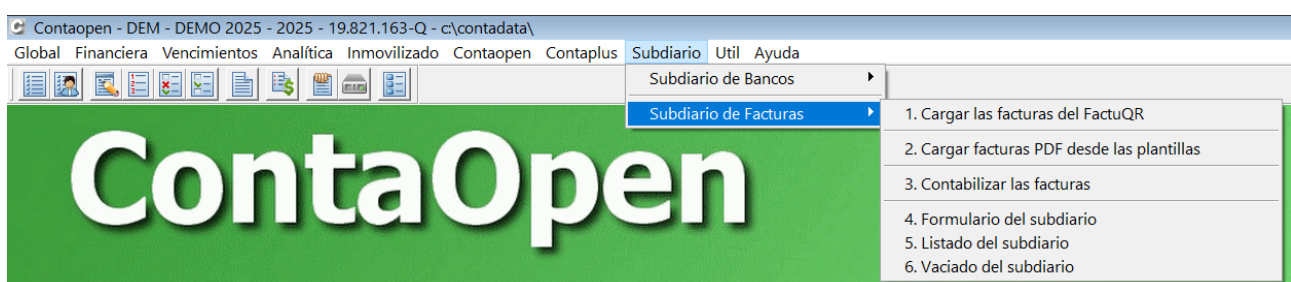 Contaopen - DEM - DEMO 2025 - 2025 - 19.821.163-Q - c:\contadata\
Global Financiera Vencimientos Analítica Inmovilizado Contaopen Contaplus Subdiario Util Ayuda
Subdiario de Bancos
Subdiario de Facturas
1. Cargar las facturas del FactuQR
2. Cargar facturas PDF desde las plantillas
3. Contabilizar las facturas
4. Formulario del subdiario
5. Listado del subdiario
6. Vaciado del subdiario
ContaOpen